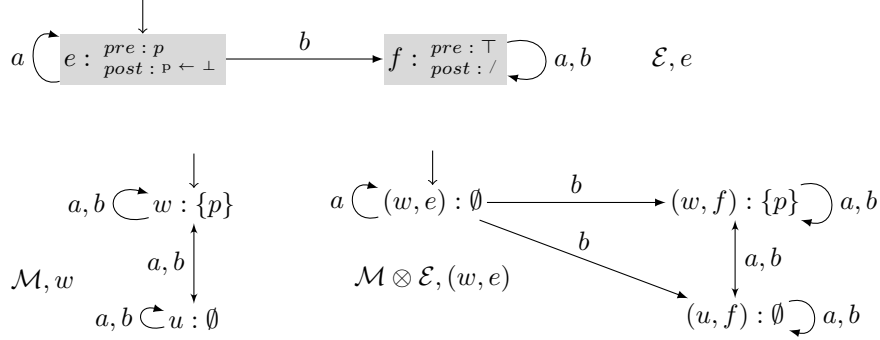 b
a e : pre : p
post : p ← ⊥ f : pre : ⊤
post : / a, b ℰ, e
a, b w : {p} a (w, e) : ∅ b (w, f) : {p} a, b
a, b b a, b
ℳ, w ℳ ⊗ ℰ, (w, e)
a, b u : ∅ (u, f) : ∅ a, b